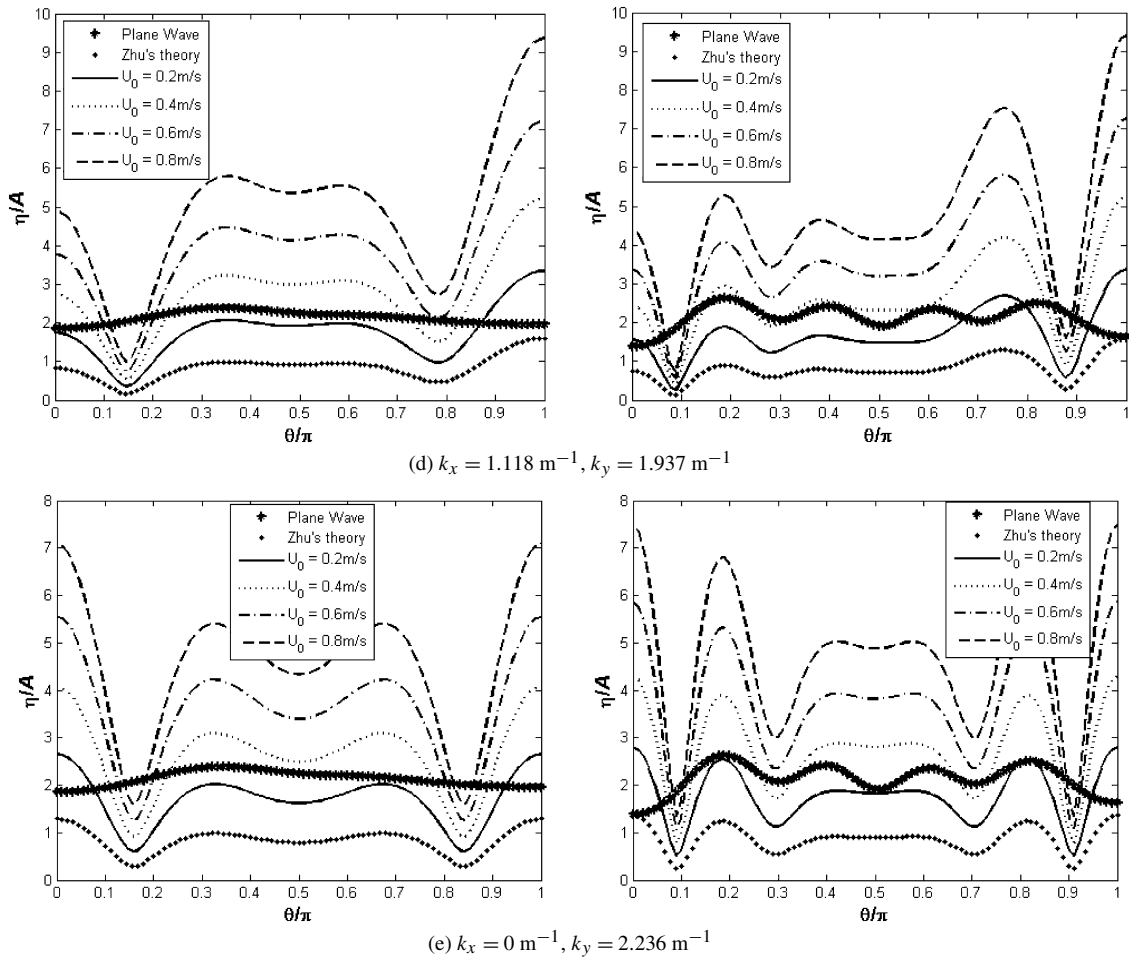 10
9
8
7
6
5
4
3
2
1
0
η/A
Plane Wave
Zhu's theory
U0 = 0.2m/s
U0 = 0.4m/s
U0 = 0.6m/s
U0 = 0.8m/s
0 0.1 0.2 0.3 0.4 0.5 0.6 0.7 0.8 0.9 1
θ/π
10
9
8
7
6
5
4
3
2
1
0
η/A
Plane Wave
Zhu's theory
U0 = 0.2m/s
U0 = 0.4m/s
U0 = 0.6m/s
U0 = 0.8m/s
0 0.1 0.2 0.3 0.4 0.5 0.6 0.7 0.8 0.9 1
θ/π
(d) kx = 1.118 m−1, ky = 1.937 m−1
8
7
6
5
4
3
2
1
0
η/A
Plane Wave
Zhu's theory
U0 = 0.2m/s
U0 = 0.4m/s
U0 = 0.6m/s
U0 = 0.8m/s
0 0.1 0.2 0.3 0.4 0.5 0.6 0.7 0.8 0.9 1
θ/π
8
7
6
5
4
3
2
1
0
η/A
Plane Wave
Zhu's theory
U0 = 0.2m/s
U0 = 0.4m/s
U0 = 0.6m/s
U0 = 0.8m/s
0 0.1 0.2 0.3 0.4 0.5 0.6 0.7 0.8 0.9 1
θ/π
(e) kx = 0 m−1, ky = 2.236 m−1